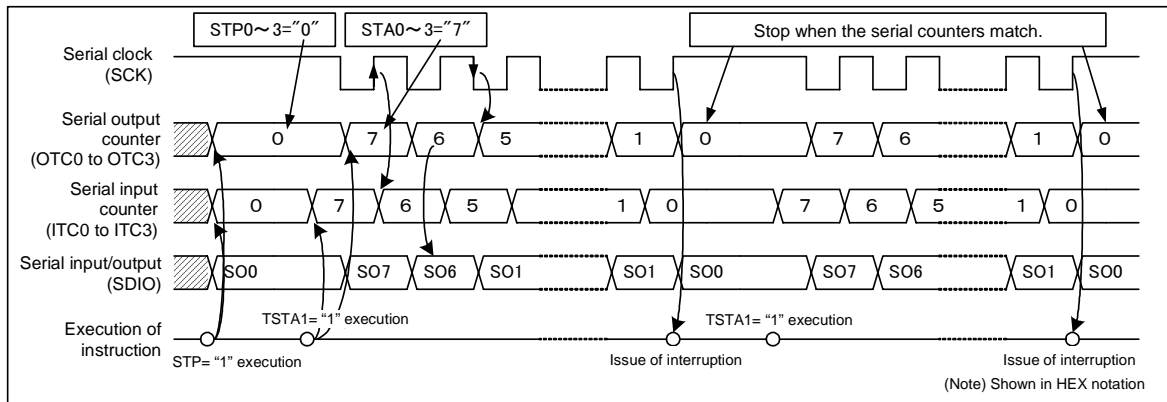 STP0～3="0"
STA0～3="7"
Stop when the serial counters match.
Serial clock
(SCK)
Serial output
counter
(OTC0 to OTC3)
0 7 6 5 1 0 7 6 1 0
Serial input
counter
(ITC0 to ITC3)
0 7 6 5 1 0 7 6 5 1 0
Serial input/output
(SDIO)
SO0 SO7 SO6 SO1 SO1 SO0 SO7 SO6 SO1 SO0
Execution of
instruction
TSTA1= “1” execution
TSTA1= “1” execution
STP= “1” execution
Issue of interruption
Issue of interruption
(Note) Shown in HEX notation